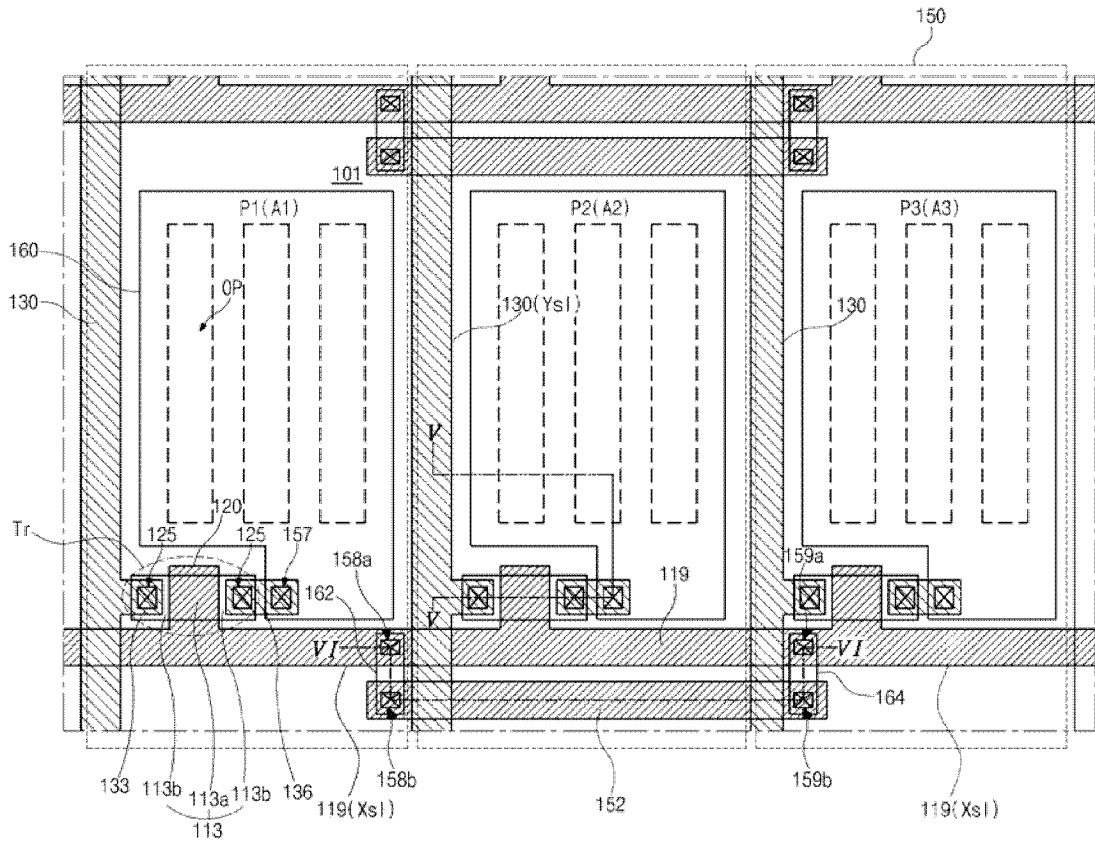 150
101
P1(A1)
P2(A2)
P3(A3)
160
OP
130
130(Ysl)
130
V
120
Tr
125
125
157
158a
159a
162
119
V
VI
VI
164
133
113b
113a
113b
136
158b
159b
152
119(Xsl)
119(Xsl)
113